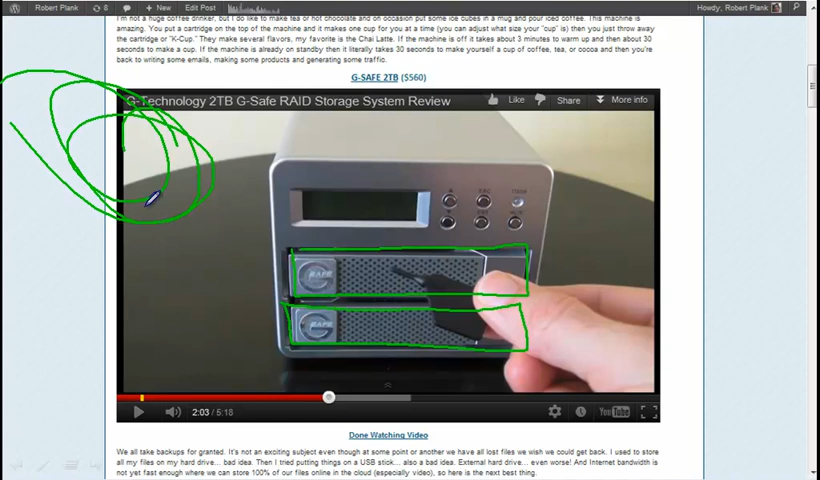 Robert Plank 8 + New Edit Post Howdy, Robert Plank
I'm not a huge coffee drinker, but I do like to make tea or hot chocolate and on occasion put some ice cubes in a mug and pour iced coffee. This machine is
amazing. You put a cartridge on the top of the machine and it makes one cup for you at a time (you can adjust what size your "cup" is) then you just throw away
the cartridge or "K-Cup." They make several flavors, my favorite is the Chai Latte. If the machine is off it takes about 3 minutes to warm up and then about 30
seconds to make a cup. If the machine is already on standby then it literally takes 30 seconds to make yourself a cup of coffee, tea, or cocoa and then you're
back to writing some emails, making some products and generating some traffic.
G-SAFE 2TB ($560)
G-Technology 2TB G-Safe RAID Storage System Review Like Share More info
ESC
ENT
SAFE
SAFE
2:03 / 5:18 YouTube
Done Watching Video
We all take backups for granted. It's not an exciting subject even though at some point or another we have all lost files we wish we could get back. I used to store
all my files on my hard drive... bad idea. Then I tried putting things on a USB stick... also a bad idea. External hard drive... even worse! And Internet bandwidth is
not yet fast enough where we can store 100% of our files online in the cloud (especially video), so here is the next best thing.